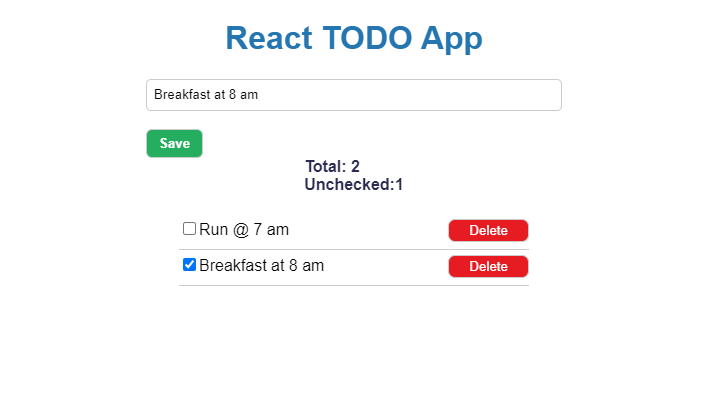 React TODO App
Breakfast at 8 am
Save
Total: 2
Unchecked:1
Run @ 7 am Delete
Breakfast at 8 am Delete